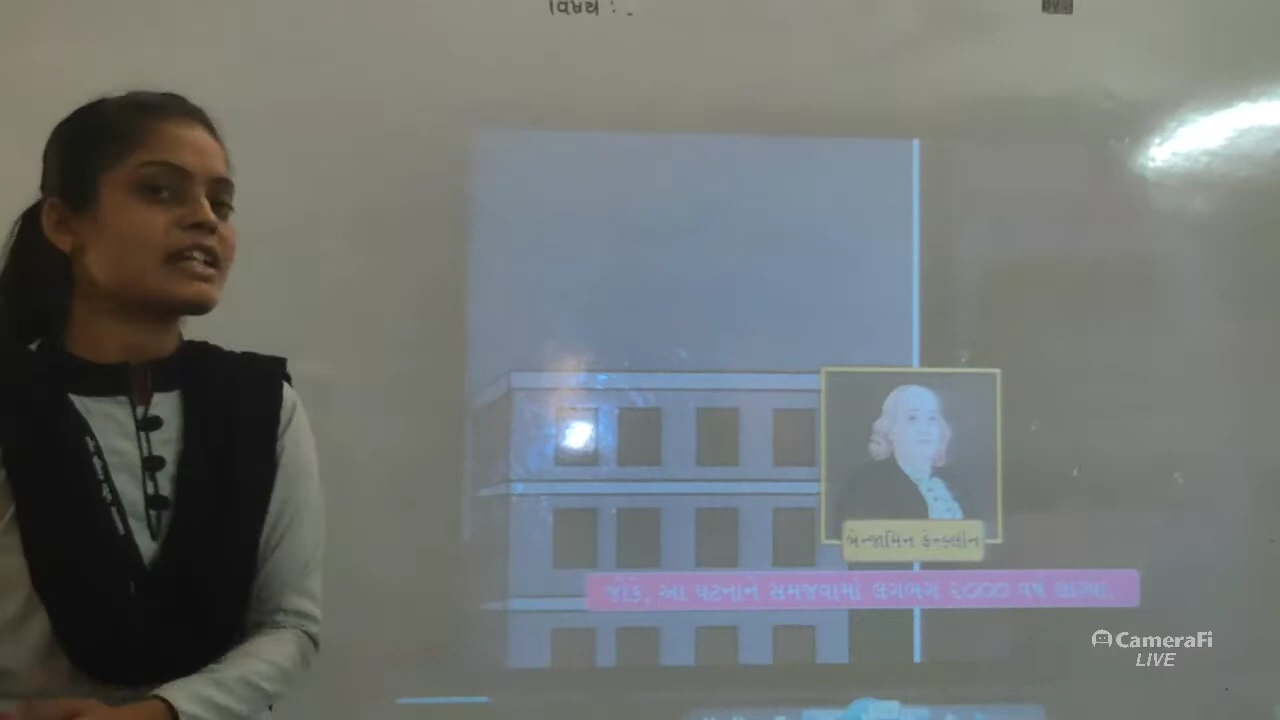 વિષય : -
બેન્જામિન ફ્રેન્કલીન
જોકે, આ ઘટનાને સમજવામાં લગભગ ૨૦૦૦ વર્ષ લાગ્યા.
CameraFi
LIVE